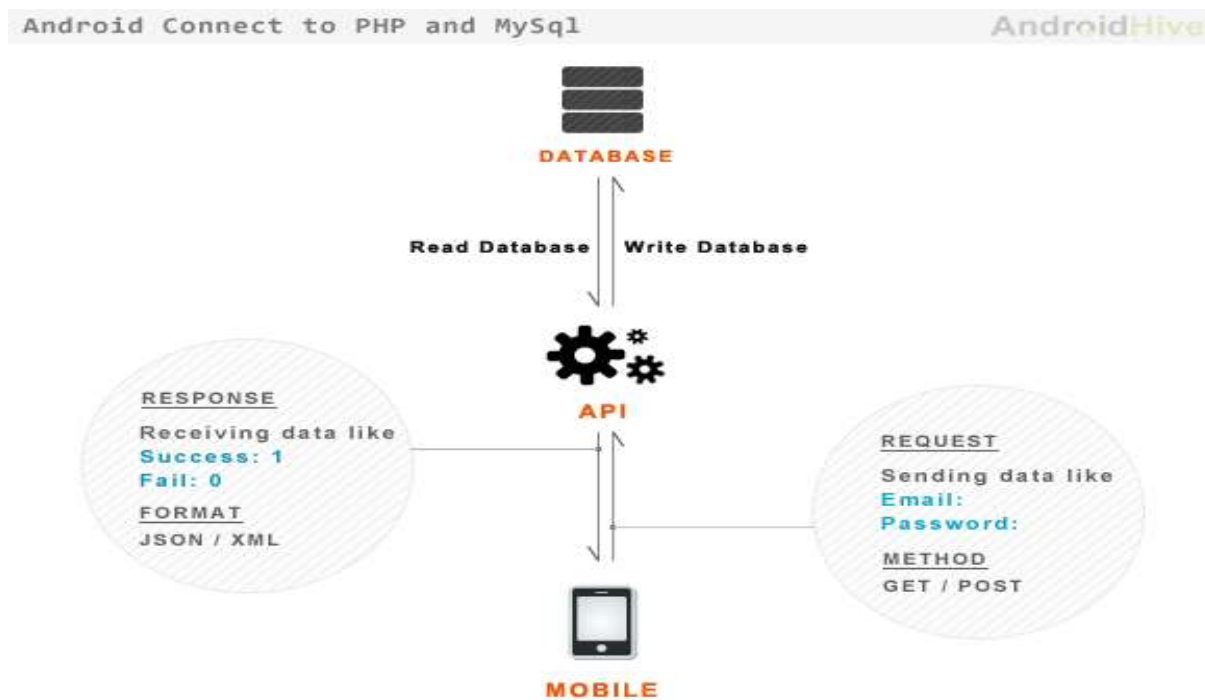 Android Connect to PHP and MySql
AndroidHive
DATABASE
Read Database
Write Database
API
RESPONSE
Receiving data like
Success: 1
Fail: 0
FORMAT
JSON / XML
REQUEST
Sending data like
Email:
Password:
METHOD
GET / POST
MOBILE